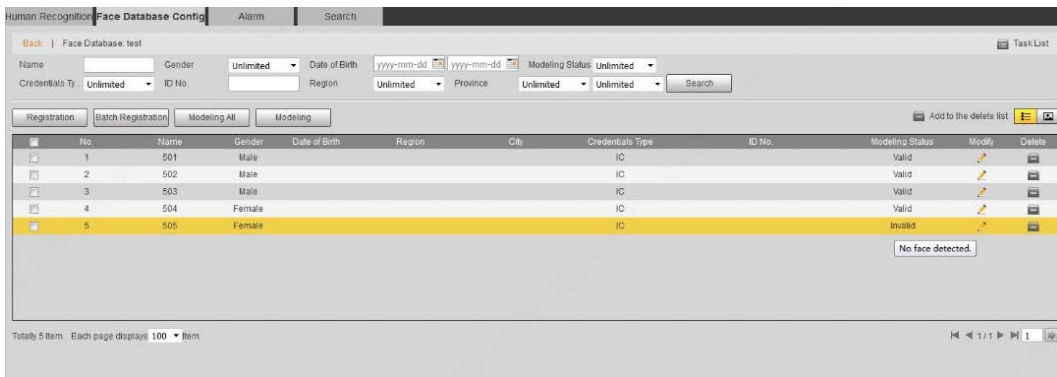 Human Recognition Face Database Config Alarm Search
Back | Face Database: test Task List
Name Gender Unlimited Date of Birth yyyy-mm-dd yyyy-mm-dd Modeling Status Unlimited
Credentials Ty... Unlimited ID No. Region Unlimited Province Unlimited Unlimited Search
Registration Batch Registration Modeling All Modeling Add to the delete list
No. Name Gender Date of Birth Region City Credentials Type ID No. Modeling Status Modify Delete
1 501 Male IC Valid
2 502 Male IC Valid
3 503 Male IC Valid
4 504 Female IC Valid
5 505 Female IC Invalid
No face detected.
Totally 5 Item Each page displays 100 Item 1/1 1